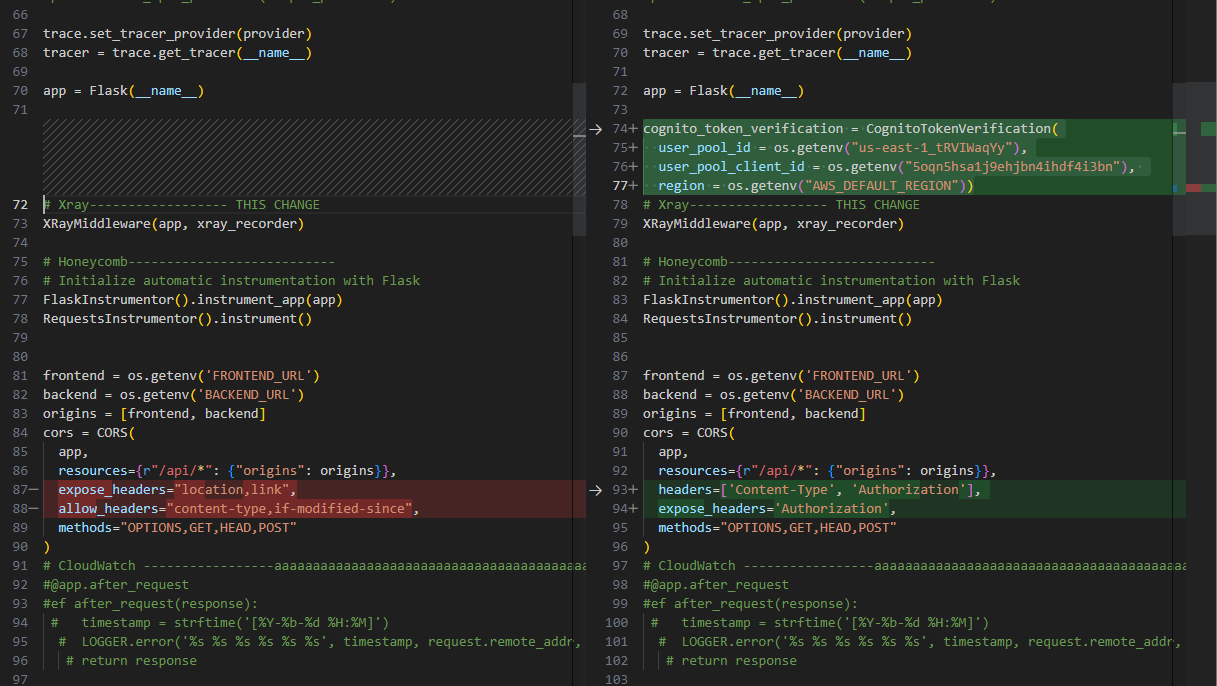 66
67 trace.set_tracer_provider(provider)
68 tracer = trace.get_tracer(__name__)
69
70 app = Flask(__name__)
71
72 # Xray------------------ THIS CHANGE
73 XRayMiddleware(app, xray_recorder)
74
75 # Honeycomb---------------------------
76 # Initialize automatic instrumentation with Flask
77 FlaskInstrumentor().instrument_app(app)
78 RequestsInstrumentor().instrument()
79
80
81 frontend = os.getenv('FRONTEND_URL')
82 backend = os.getenv('BACKEND_URL')
83 origins = [frontend, backend]
84 cors = CORS(
85   app,
86   resources={r"/api/*": {"origins": origins}},
87−   expose_headers="location,link",
88−   allow_headers="content-type,if-modified-since",
89   methods="OPTIONS,GET,HEAD,POST"
90 )
91 # CloudWatch -----------------aaaaaaaaaaaaaaaaaaaaaaaaaaaaaaaaaaaaaaaaa
92 #@app.after_request
93 #ef after_request(response):
94  #   timestamp = strftime('[%Y-%b-%d %H:%M]')
95   #  LOGGER.error('%s %s %s %s %s %s', timestamp, request.remote_addr,
96    # return response
97
68
69 trace.set_tracer_provider(provider)
70 tracer = trace.get_tracer(__name__)
71
72 app = Flask(__name__)
73
74+ cognito_token_verification = CognitoTokenVerification(
75+   user_pool_id = os.getenv("us-east-1_tRVIWaqYy"),
76+   user_pool_client_id = os.getenv("5oqn5hsa1j9ehjbn4ihdf4i3bn"),
77+   region = os.getenv("AWS_DEFAULT_REGION"))
78 # Xray------------------ THIS CHANGE
79 XRayMiddleware(app, xray_recorder)
80
81 # Honeycomb---------------------------
82 # Initialize automatic instrumentation with Flask
83 FlaskInstrumentor().instrument_app(app)
84 RequestsInstrumentor().instrument()
85
86
87 frontend = os.getenv('FRONTEND_URL')
88 backend = os.getenv('BACKEND_URL')
89 origins = [frontend, backend]
90 cors = CORS(
91   app,
92   resources={r"/api/*": {"origins": origins}},
93+   headers=['Content-Type', 'Authorization'],
94+   expose_headers='Authorization',
95   methods="OPTIONS,GET,HEAD,POST"
96 )
97 # CloudWatch -----------------aaaaaaaaaaaaaaaaaaaaaaaaaaaaaaaaaaaaaaaaa
98 #@app.after_request
99 #ef after_request(response):
100  #   timestamp = strftime('[%Y-%b-%d %H:%M]')
101   #  LOGGER.error('%s %s %s %s %s %s', timestamp, request.remote_addr,
102    # return response
103